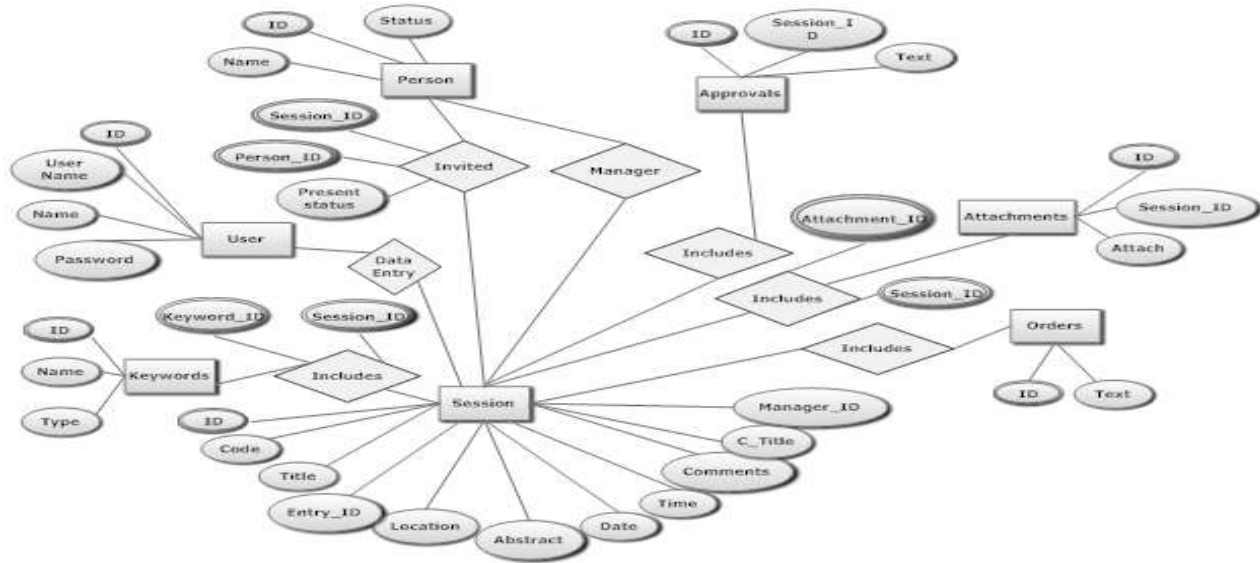 ID
Status
Name
Person
Session_ID
Person_ID
Invited
Present
status
Manager
ID
Session_I
D
Text
Approvals
ID
User
Name
Name
Password
User
Data
Entry
Includes
Attachment_ID
Attachments
ID
Session_ID
Attach
Includes
Session_ID
Keyword_ID
Session_ID
ID
Name
Type
Keywords
Includes
Includes
Orders
ID
Text
Session
ID
Code
Title
Entry_ID
Location
Abstract
Date
Time
Comments
C_Title
Manager_ID